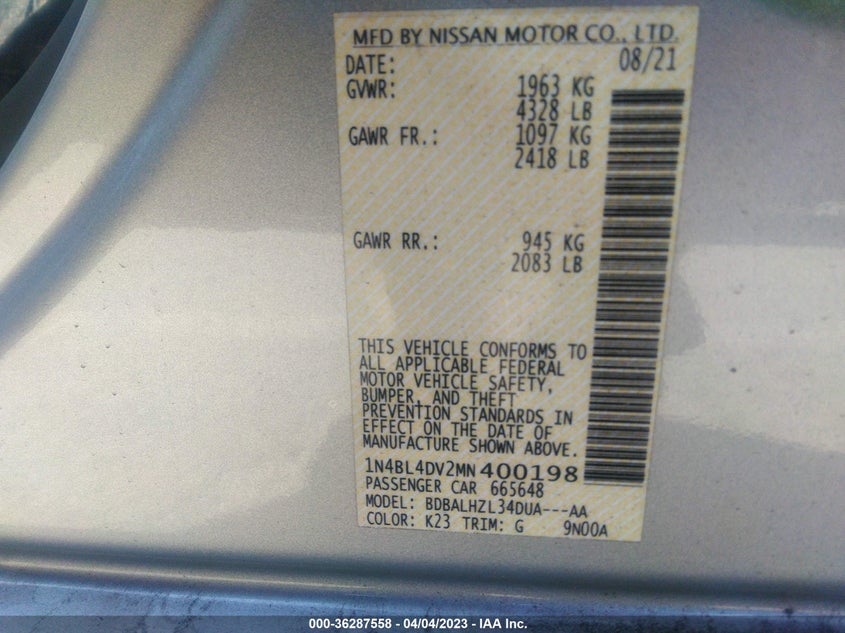 MFD BY NISSAN MOTOR CO., LTD.
DATE: 08/21
GVWR: 1963 KG
4328 LB
GAWR FR.: 1097 KG
2418 LB
GAWR RR.: 945 KG
2083 LB
THIS VEHICLE CONFORMS TO
ALL APPLICABLE FEDERAL
MOTOR VEHICLE SAFETY,
BUMPER, AND THEFT
PREVENTION STANDARDS IN
EFFECT ON THE DATE OF
MANUFACTURE SHOWN ABOVE.
1N4BL4DV2MN400198
PASSENGER CAR 665648
MODEL: BDBALHZL34DUA---AA
COLOR: K23 TRIM: G 9N00A
000-36287558 - 04/04/2023 - IAA Inc.